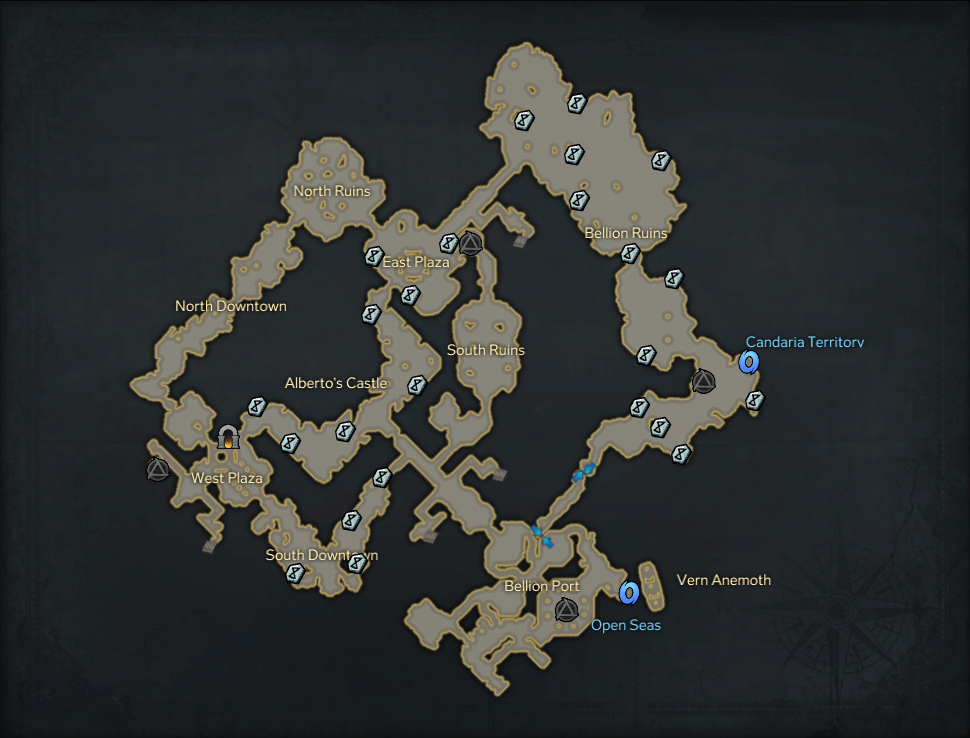 North Ruins
Bellion Ruins
East Plaza
North Downtown
Candaria Territory
South Ruins
Alberto's Castle
West Plaza
South Downtown
Bellion Port
Vern Anemoth
Open Seas